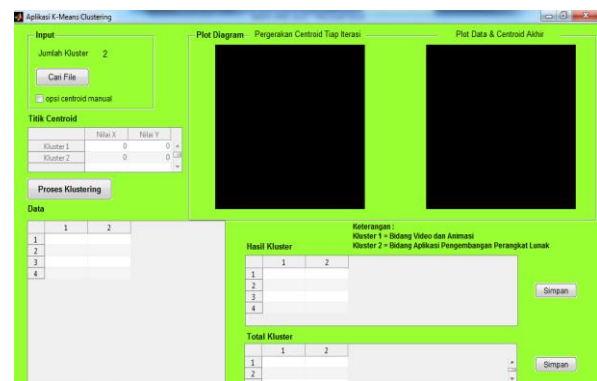 Aplikasi K-Means Clustering
Input
Jumlah Kluster 2
Cari File
opsi centroid manual
Titik Centroid
Nilai X Nilai Y
Kluster 1 0 0
Kluster 2 0 0
Proses Klustering
Data
1 2
1
2
3
4
Plot Diagram
Pergerakan Centroid Tiap Iterasi
Plot Data & Centroid Akhir
Keterangan :
Kluster 1 = Bidang Video dan Animasi
Kluster 2 = Bidang Aplikasi Pengembangan Perangkat Lunak
Hasil Kluster
1 2
1
2
3
4
Simpan
Total Kluster
1 2
1
2
Simpan